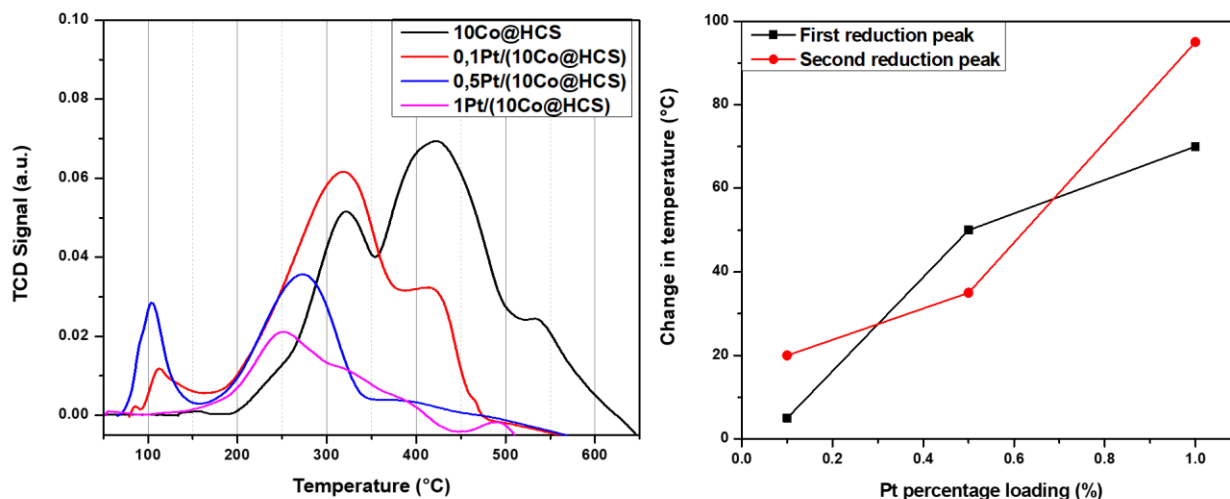 0.10
0.08
0.06
0.04
0.02
0.00
TCD Signal (a.u.)
10Co@HCS
0,1Pt/(10Co@HCS)
0,5Pt/(10Co@HCS)
1Pt/(10Co@HCS)
100 200 300 400 500 600
Temperature (°C)
100
80
60
40
20
0
Change in temperature (°C)
First reduction peak
Second reduction peak
0.0 0.2 0.4 0.6 0.8 1.0
Pt percentage loading (%)